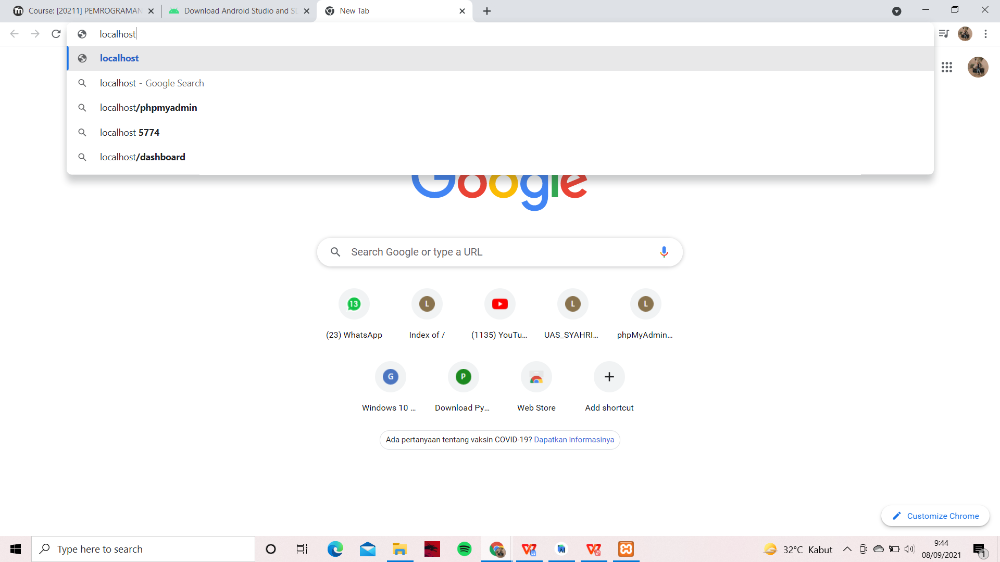 Course: [20211] PEMROGRAMAN
Download Android Studio and SD
New Tab
localhost
localhost
localhost - Google Search
localhost/phpmyadmin
localhost 5774
localhost/dashboard
Google
Search Google or type a URL
13
L
L
L
(23) WhatsApp
Index of /
(1135) YouTu...
UAS_SYAHRI...
phpMyAdmin...
G
P
Windows 10 ...
Download Py...
Web Store
Add shortcut
Ada pertanyaan tentang vaksin COVID-19? Dapatkan informasinya
Customize Chrome
Type here to search
32°C Kabut
9:44
08/09/2021
1